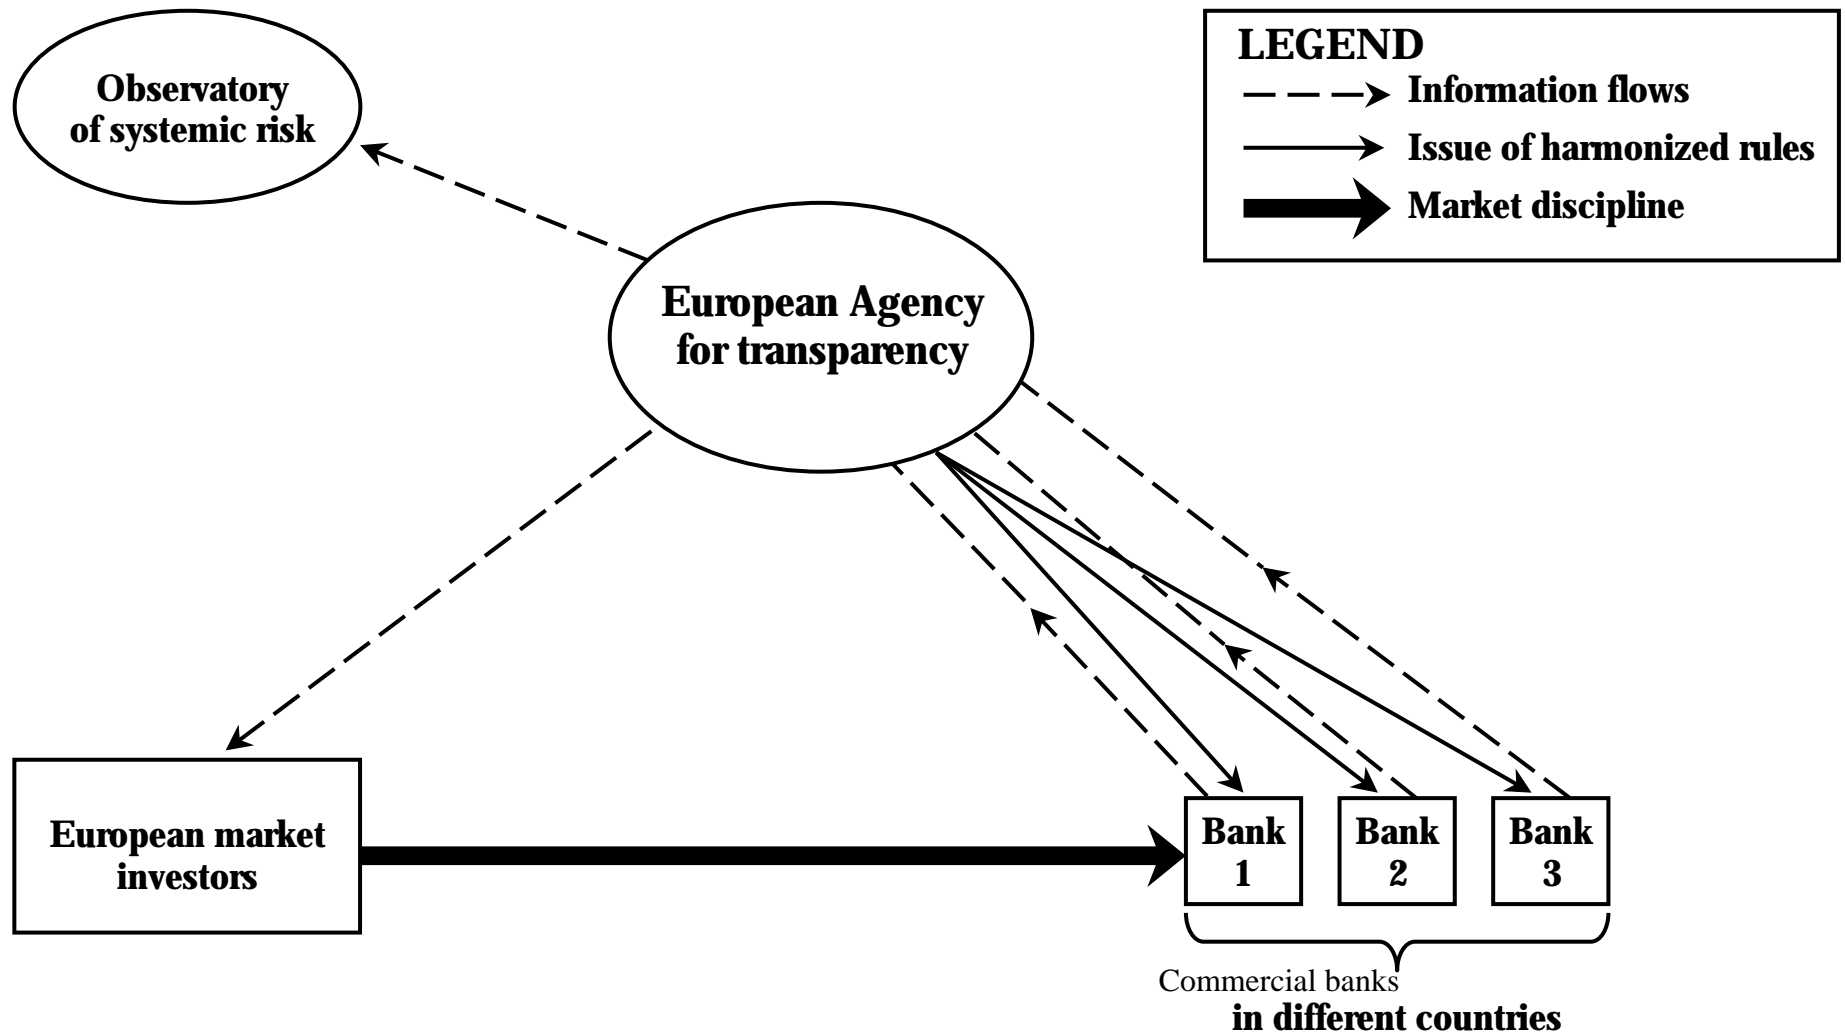 Observatory
of systemic risk
LEGEND
Information flows
Issue of harmonized rules
Market discipline
European Agency
for transparency
European market
investors
Bank
1
Bank
2
Bank
3
Commercial banks
in different countries